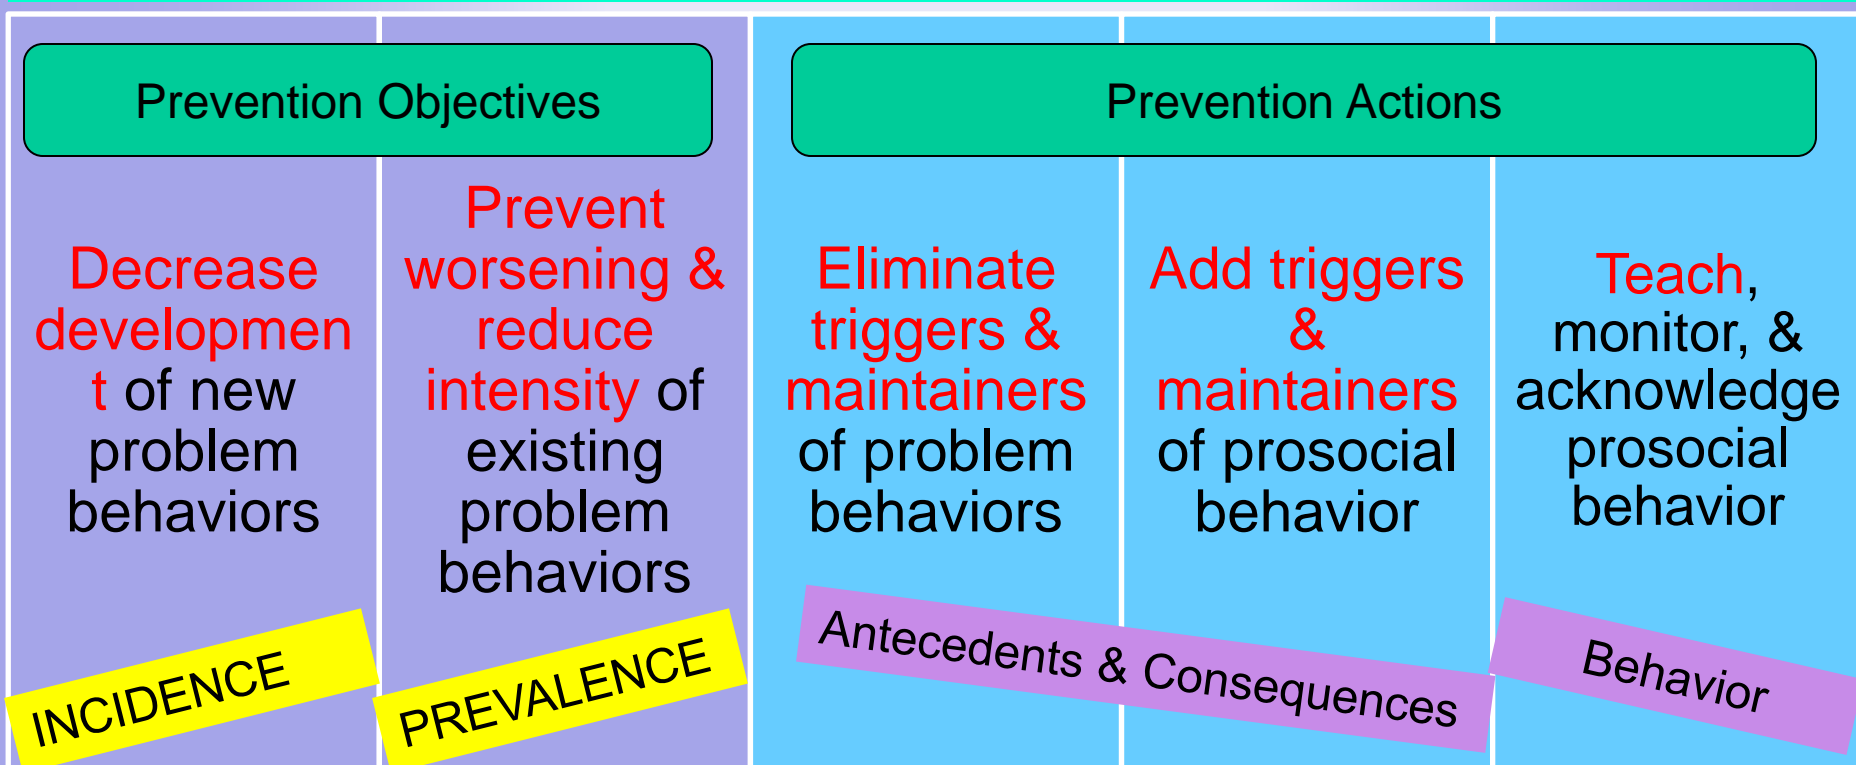 Prevention Objectives
Prevention Actions
Decrease
developmen
t of new
problem
behaviors
Prevent
worsening &
reduce
intensity of
existing
problem
behaviors
Eliminate
triggers &
maintainers
of problem
behaviors
Add triggers
&
maintainers
of prosocial
behavior
Teach,
monitor, &
acknowledge
prosocial
behavior
INCIDENCE
PREVALENCE
Antecedents & Consequences
Behavior